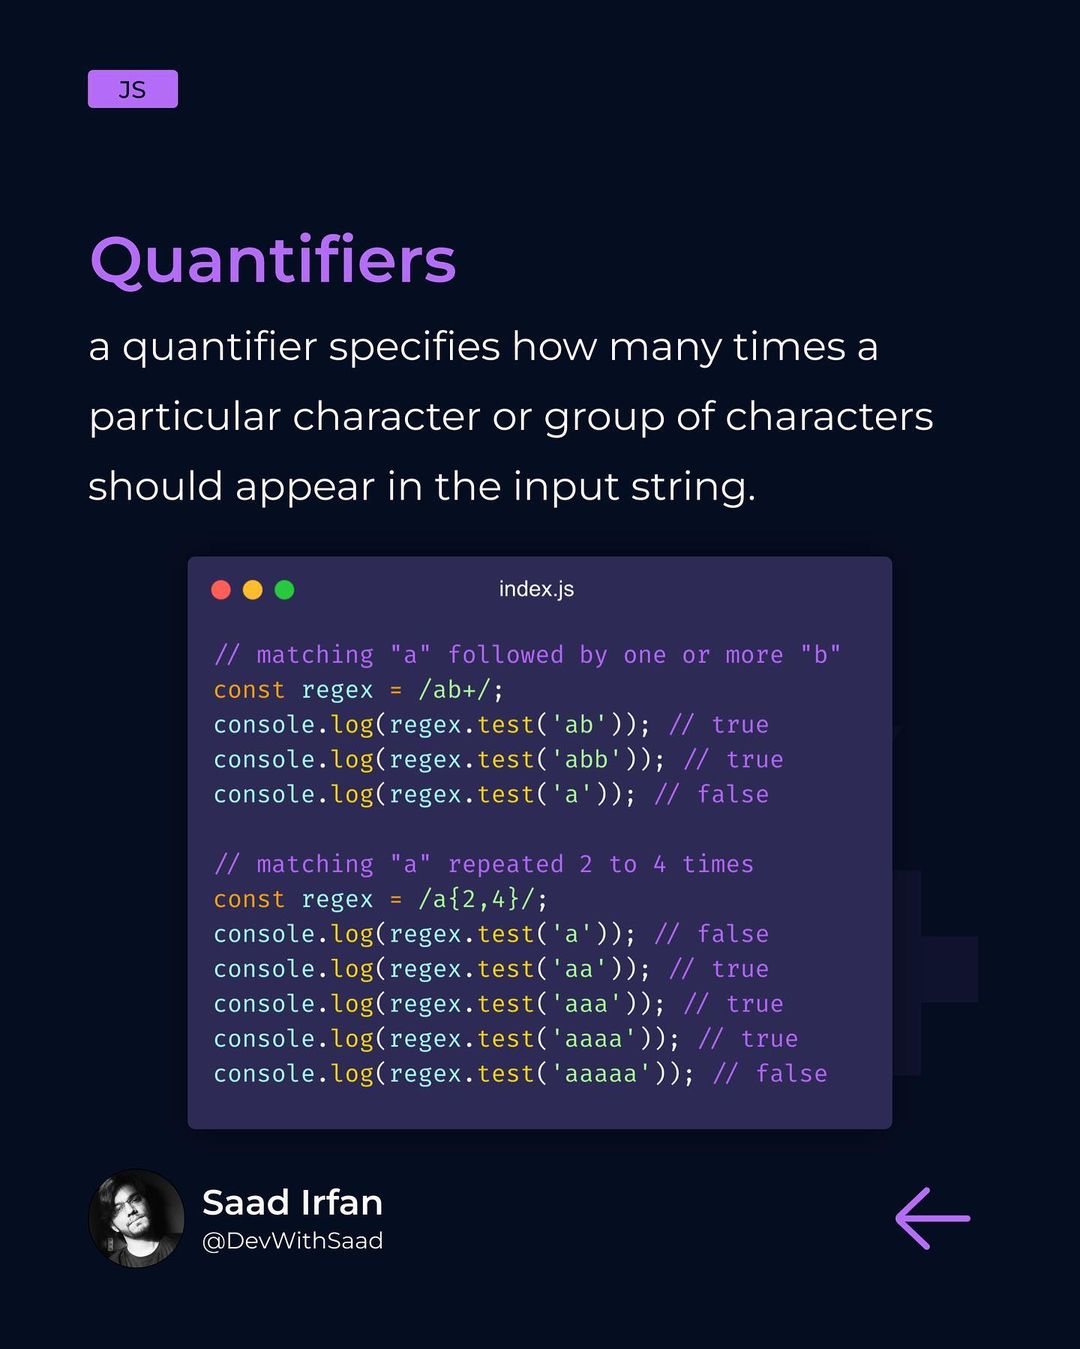 JS
Quantifiers
a quantifier specifies how many times a
particular character or group of characters
should appear in the input string.
index.js
// matching "a" followed by one or more "b"
const regex = /ab+/;
console.log(regex.test('ab')); // true
console.log(regex.test('abb')); // true
console.log(regex.test('a')); // false
// matching "a" repeated 2 to 4 times
const regex = /a{2,4}/;
console.log(regex.test('a')); // false
console.log(regex.test('aa')); // true
console.log(regex.test('aaa')); // true
console.log(regex.test('aaaa')); // true
console.log(regex.test('aaaaa')); // false
Saad Irfan
@DevWithSaad